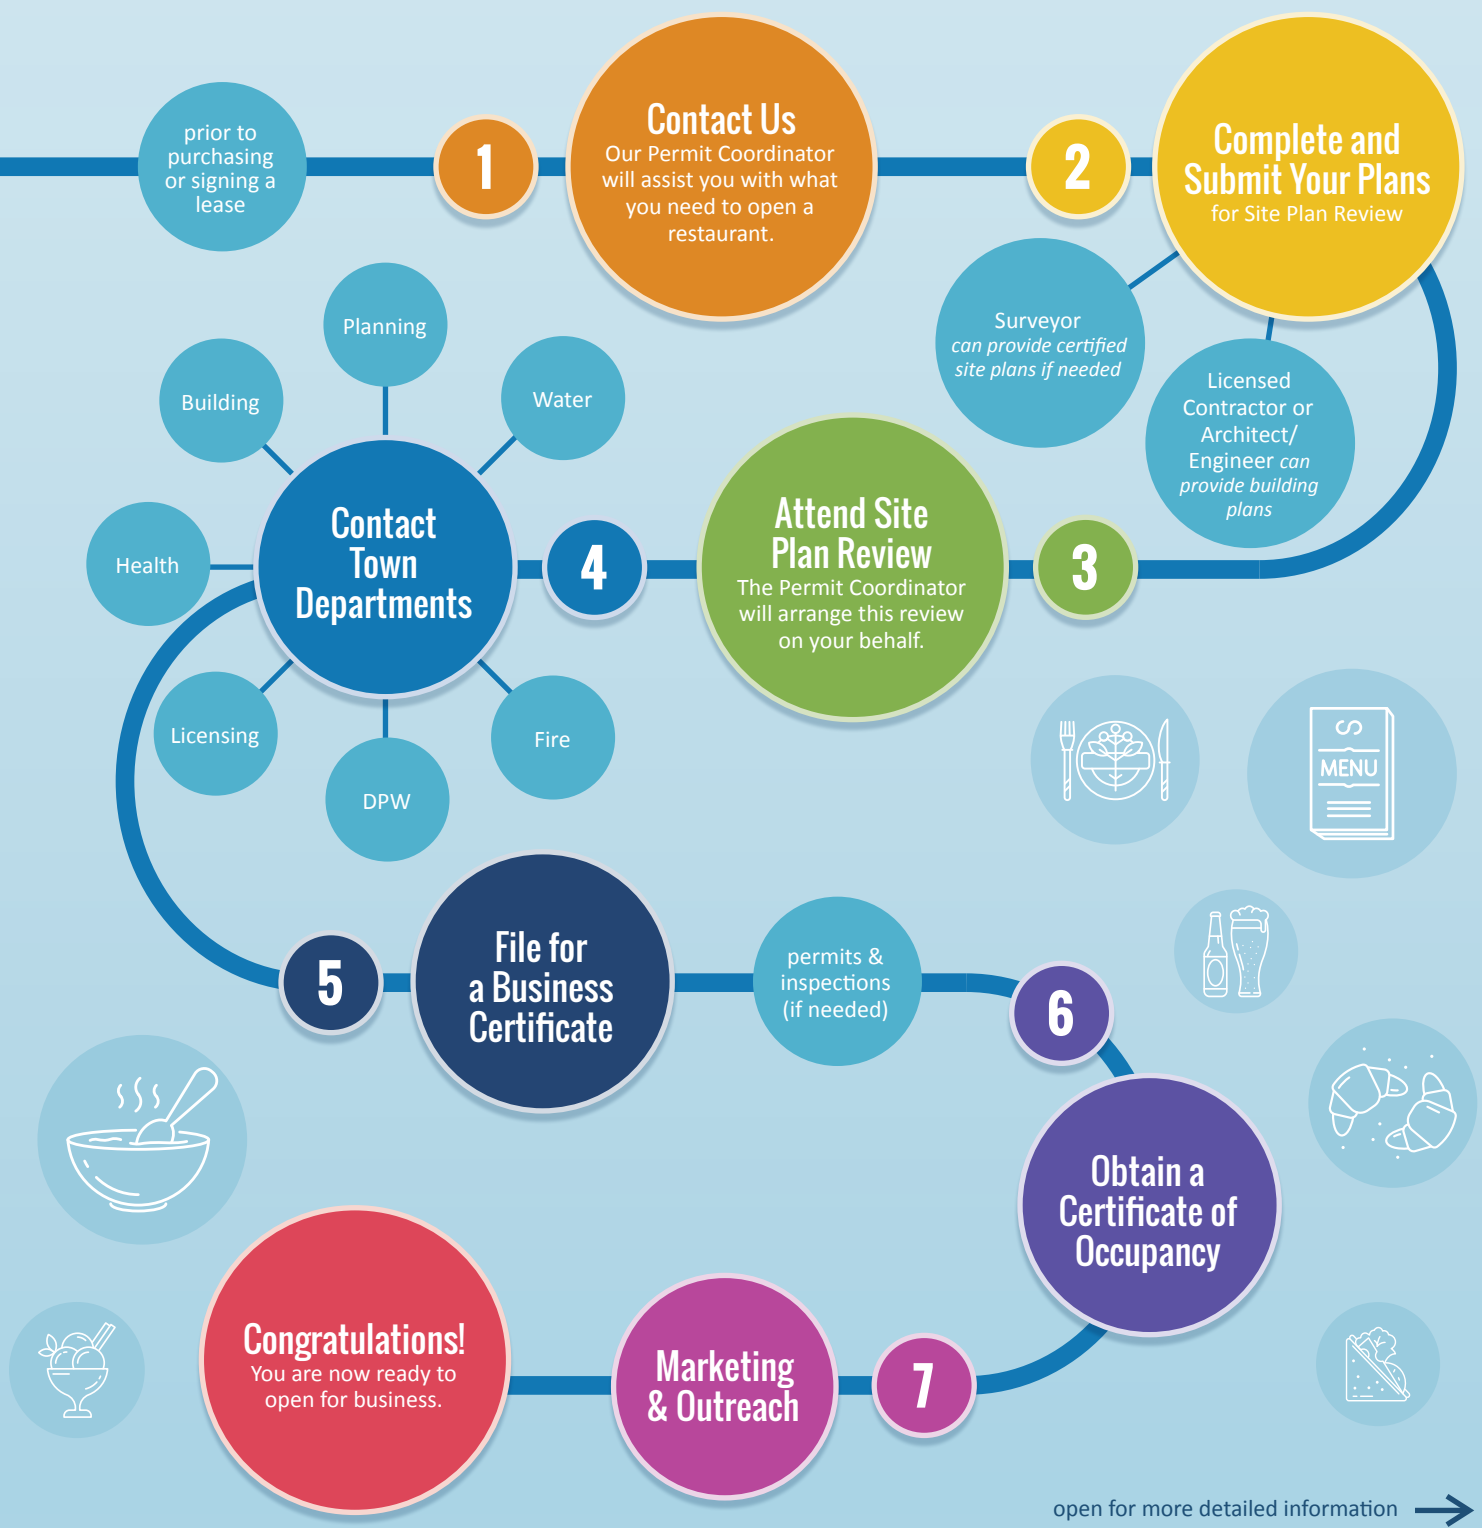 prior to
purchasing
or signing a
lease
1
Contact Us
Our Permit Coordinator
will assist you with what
you need to open a
restaurant.
2
Complete and
Submit Your Plans
for Site Plan Review
Surveyor
can provide certified
site plans if needed
Licensed
Contractor or
Architect/
Engineer can
provide building
plans
3
Attend Site
Plan Review
The Permit Coordinator
will arrange this review
on your behalf.
4
Contact
Town
Departments
Planning
Water
Building
Health
Licensing
DPW
Fire
MENU
5
File for
a Business
Certificate
permits &
inspections
(if needed)
6
Obtain a
Certificate of
Occupancy
7
Marketing
& Outreach
Congratulations!
You are now ready to
open for business.
open for more detailed information